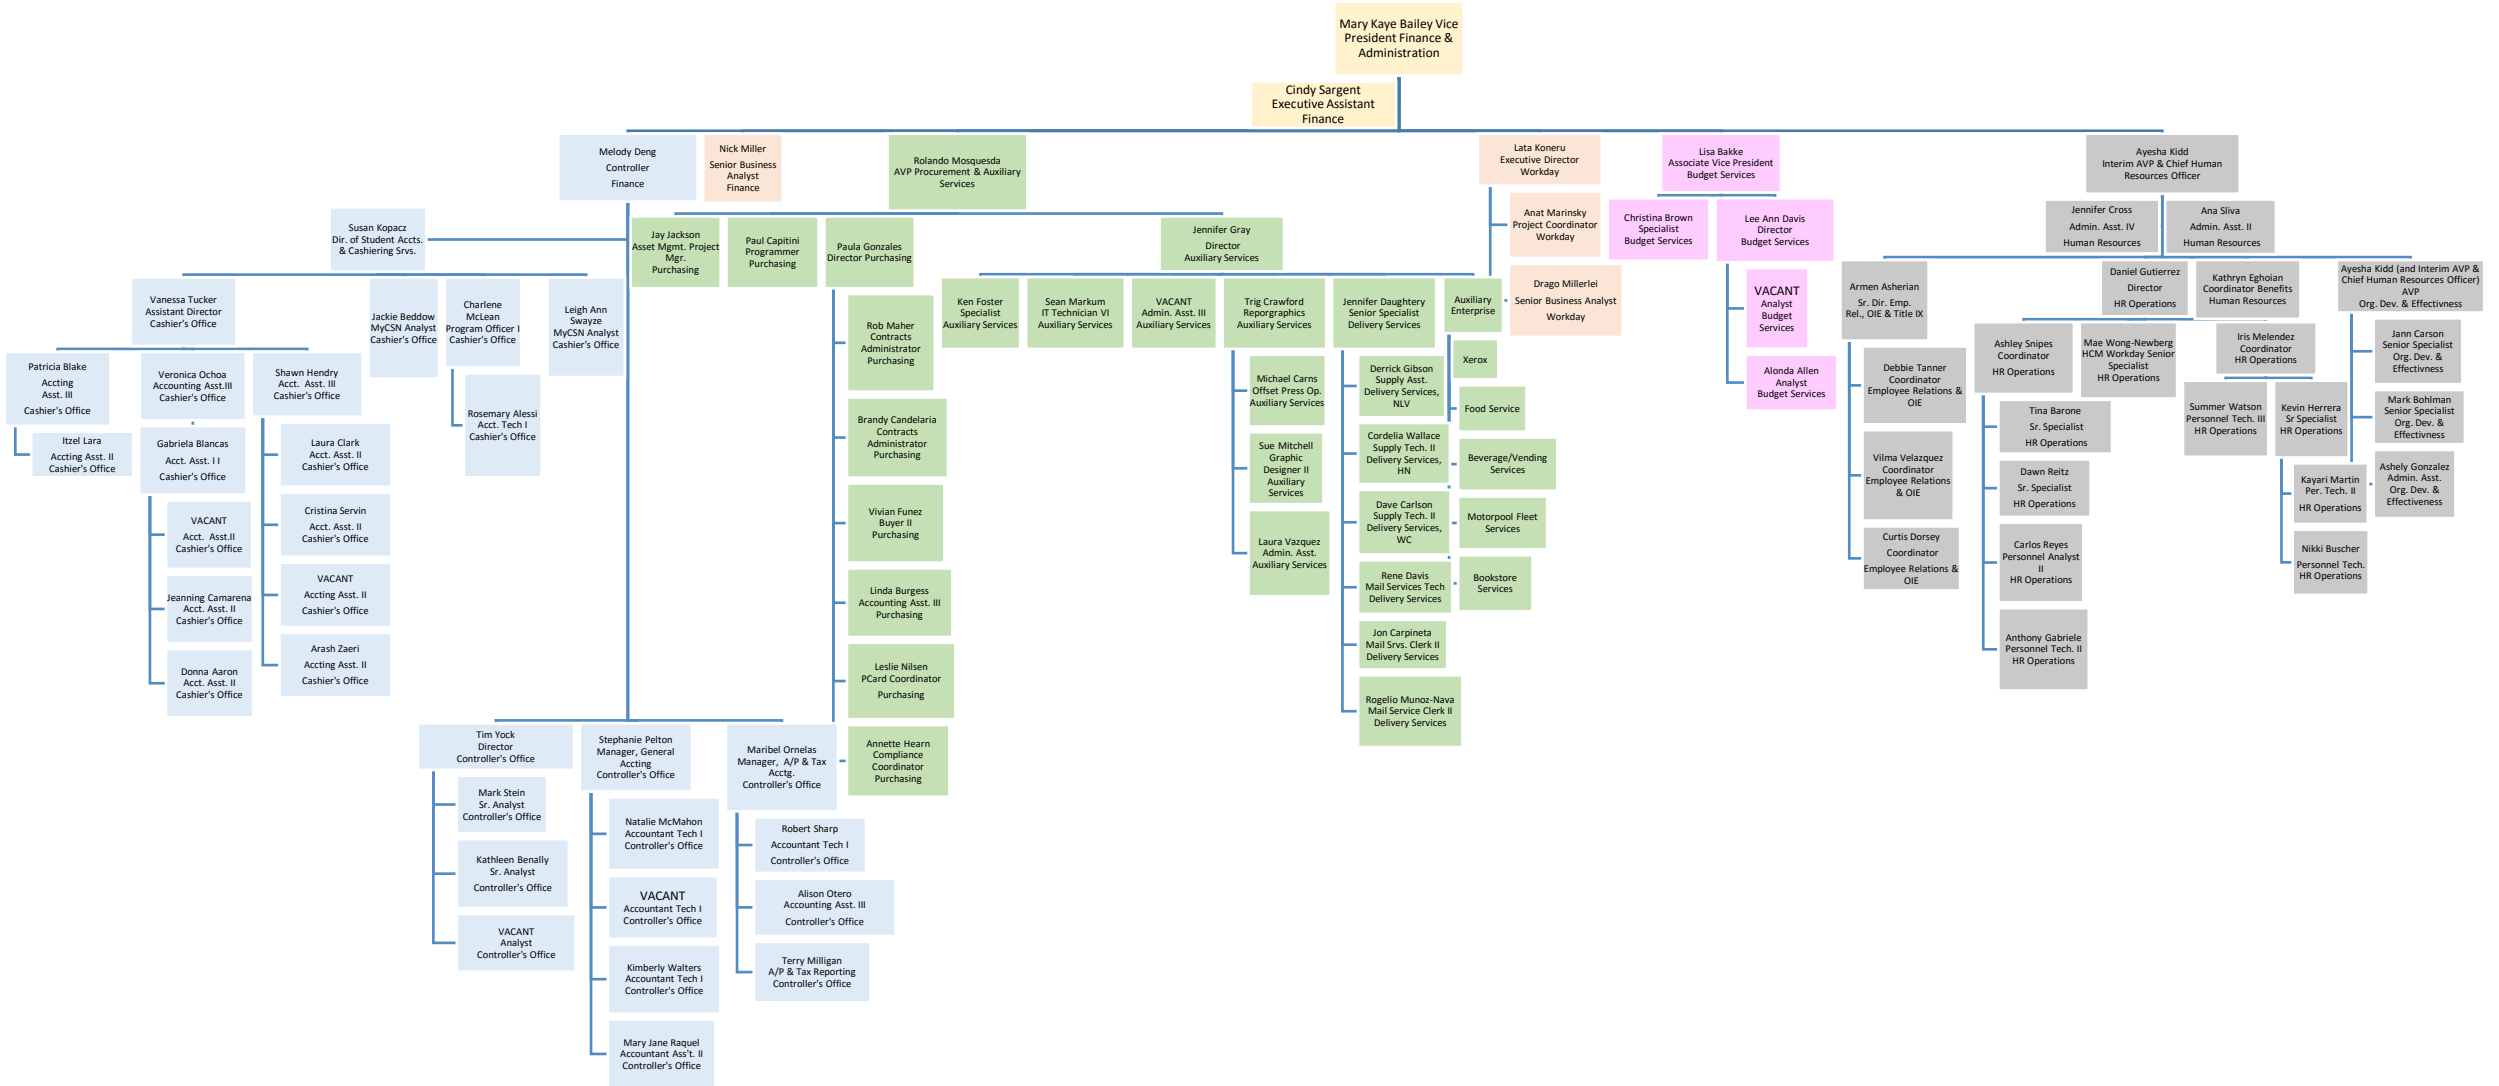 Mary Kaye Bailey Vice
President Finance &
Administration
Cindy Sargent
Executive Assistant
Finance
Melody Deng
Controller
Finance
Nick Miller
Senior Business
Analyst
Finance
Rolando Mosquesda
AVP Procurement & Auxiliary
Services
Lata Koneru
Executive Director
Workday
Lisa Bakke
Associate Vice President
Budget Services
Ayesha Kidd
Interim AVP & Chief Human
Resources Officer
Susan Kopacz
Dir. of Student Accts.
& Cashiering Srvs.
Jay Jackson
Asset Mgmt. Project
Mgr.
Purchasing
Paul Capitini
Programmer
Purchasing
Paula Gonzales
Director Purchasing
Jennifer Gray
Director
Auxiliary Services
Anat Marinsky
Project Coordinator
Workday
Christina Brown
Specialist
Budget Services
Lee Ann Davis
Director
Budget Services
Jennifer Cross
Admin. Asst. IV
Human Resources
Ana Sliva
Admin. Asst. II
Human Resources
Vanessa Tucker
Assistant Director
Cashier's Office
Jackie Beddow
MyCSN Analyst
Cashier's Office
Charlene
McLean
Program Officer I
Cashier's Office
Leigh Ann
Swayze
MyCSN Analyst
Cashier's Office
Ken Foster
Specialist
Auxiliary Services
Sean Markum
IT Technician VI
Auxiliary Services
VACANT
Admin. Asst. III
Auxiliary Services
Trig Crawford
Reporgraphics
Auxiliary Services
Jennifer Daughtery
Senior Specialist
Delivery Services
Auxiliary
Enterprise
Drago Millerlei
Senior Business Analyst
Workday
VACANT
Analyst
Budget
Services
Armen Asherian
Sr. Dir. Emp.
Rel., OIE & Title IX
Daniel Gutierrez
Director
HR Operations
Kathryn Eghoian
Coordinator Benefits
Human Resources
Ayesha Kidd (and Interim AVP &
Chief Human Resources Officer)
AVP
Org. Dev. & Effectivness
Patricia Blake
Accting
Asst. III
Cashier's Office
Veronica Ochoa
Accounting Asst.III
Cashier's Office
Shawn Hendry
Acct.  Asst. III
Cashier's Office
Rosemary Alessi
Acct. Tech I
Cashier's Office
Rob Maher
Contracts
Administrator
Purchasing
Michael Carns
Offset Press Op.
Auxiliary Services
Derrick Gibson
Supply Asst.
Delivery Services,
NLV
Xerox
Alonda Allen
Analyst
Budget Services
Debbie Tanner
Coordinator
Employee Relations &
OIE
Ashley Snipes
Coordinator
HR Operations
Mae Wong-Newberg
HCM Workday Senior
Specialist
HR Operations
Iris Melendez
Coordinator
HR Operations
Jann Carson
Senior Specialist
Org. Dev. &
Effectivness
Itzel Lara
Accting Asst. II
Cashier's Office
Gabriela Blancas
Acct. Asst. I I
Cashier's Office
Laura Clark
Acct. Asst. II
Cashier's Office
Brandy Candelaria
Contracts
Administrator
Purchasing
Sue Mitchell
Graphic
Designer II
Auxiliary
Services
Cordelia Wallace
Supply Tech. II
Delivery Services,
HN
Food Service
Beverage/Vending
Services
Vilma Velazquez
Coordinator
Employee Relations
& OIE
Tina Barone
Sr. Specialist
HR Operations
Summer Watson
Personnel Tech. III
HR Operations
Kevin Herrera
Sr Specialist
HR Operations
Mark Bohlman
Senior Specialist
Org. Dev. &
Effectivness
VACANT
Acct.  Asst.II
Cashier's Office
Cristina Servin
Acct. Asst. II
Cashier's Office
Vivian Funez
Buyer II
Purchasing
Laura Vazquez
Admin. Asst.
Auxiliary Services
Dave Carlson
Supply Tech. II
Delivery Services,
WC
Motorpool Fleet
Services
Curtis Dorsey
Coordinator
Employee Relations &
OIE
Dawn Reitz
Sr. Specialist
HR Operations
Kayari Martin
Per. Tech. II
HR Operations
Ashely Gonzalez
Admin. Asst.
Org. Dev. &
Effectiveness
Jeanning Camarena
Acct. Asst. II
Cashier's Office
VACANT
Accting Asst. II
Cashier's Office
Linda Burgess
Accounting Asst. III
Purchasing
Rene Davis
Mail Services Tech
Delivery Services
Bookstore
Services
Carlos Reyes
Personnel Analyst
II
HR Operations
Nikki Buscher
Personnel Tech.
HR Operations
Donna Aaron
Acct. Asst. II
Cashier's Office
Arash Zaeri
Accting Asst. II
Cashier's Office
Leslie Nilsen
PCard Coordinator
Purchasing
Jon Carpineta
Mail Srvs. Clerk II
Delivery Services
Anthony Gabriele
Personnel Tech. II
HR Operations
Rogelio Munoz-Nava
Mail Service Clerk II
Delivery Services
Tim Yock
Director
Controller's Office
Stephanie Pelton
Manager, General
Accting
Controller's Office
Maribel Ornelas
Manager,  A/P & Tax
Acctg.
Controller's Office
Annette Hearn
Compliance
Coordinator
Purchasing
Mark Stein
Sr. Analyst
Controller's Office
Natalie McMahon
Accountant Tech I
Controller's Office
Robert Sharp
Accountant Tech I
Controller's Office
Kathleen Benally
Sr. Analyst
Controller's Office
VACANT
Accountant Tech I
Controller's Office
Alison Otero
Accounting Asst. III
Controller's Office
VACANT
Analyst
Controller's Office
Kimberly Walters
Accountant Tech I
Controller's Office
Terry Milligan
A/P & Tax Reporting
Controller's Office
Mary Jane Raquel
Accountant Ass't. II
Controller's Office